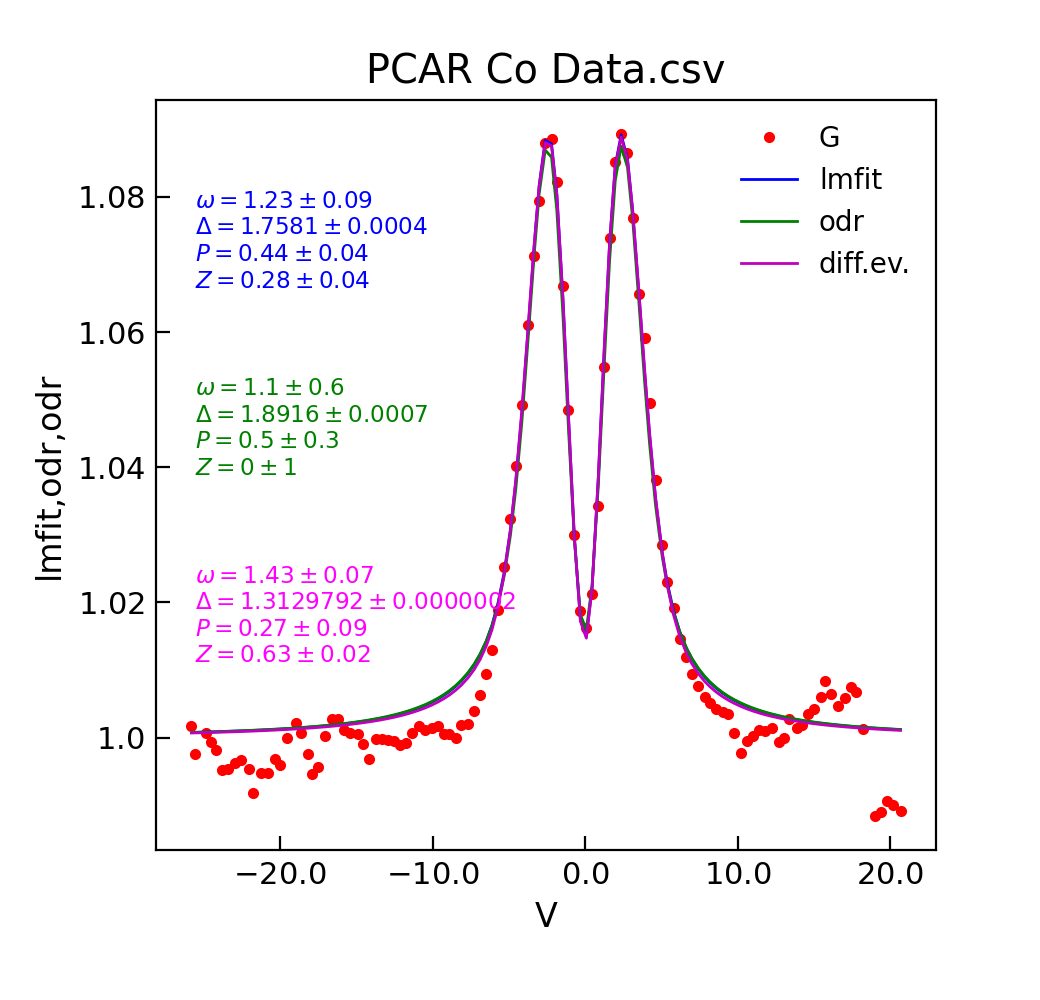 PCAR Co Data.csv
G
lmfit
odr
diff.ev.
ω = 1.23 ± 0.09
Δ = 1.7581 ± 0.0004
P = 0.44 ± 0.04
Z = 0.28 ± 0.04
ω = 1.1 ± 0.6
Δ = 1.8916 ± 0.0007
P = 0.5 ± 0.3
Z = 0 ± 1
ω = 1.43 ± 0.07
Δ = 1.3129792 ± 0.0000002
P = 0.27 ± 0.09
Z = 0.63 ± 0.02
lmfit,odr,odr
1.08
1.06
1.04
1.02
1.0
−20.0
−10.0
0.0
10.0
20.0
V